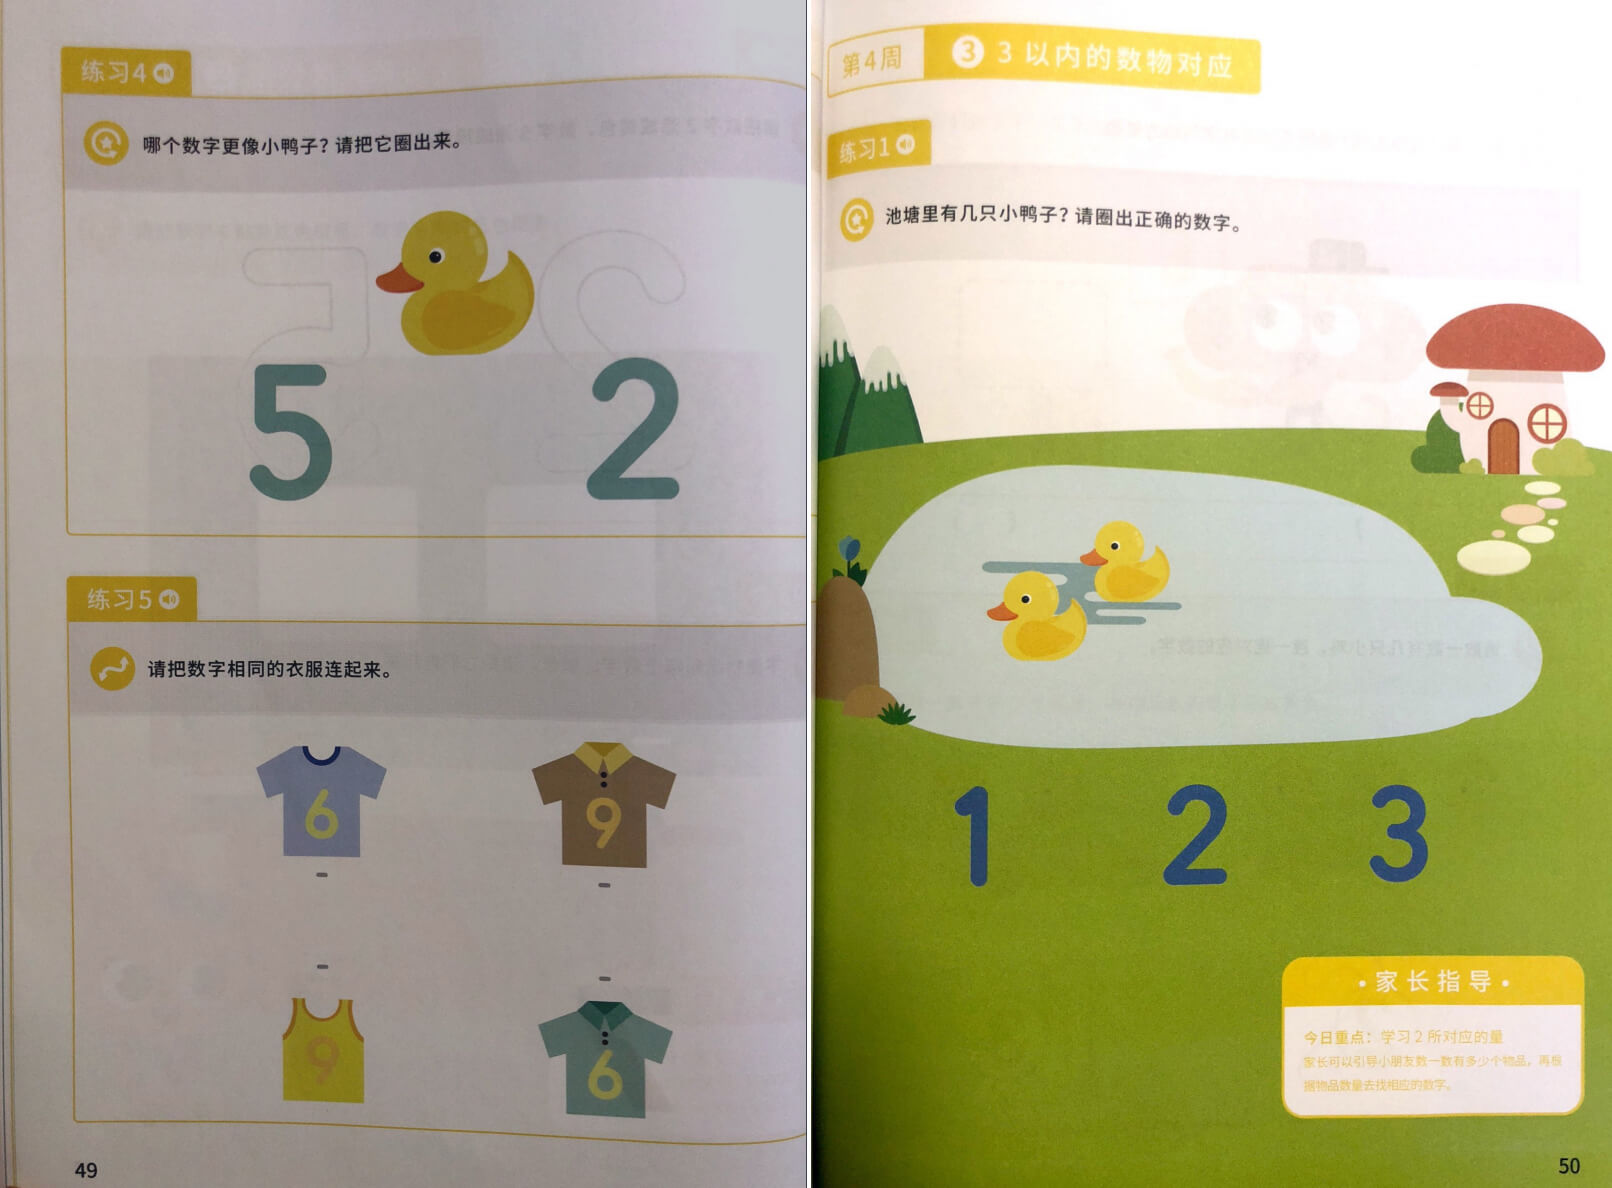 练习4
哪个数字更像小鸭子？请把它圈出来。
5 2
练习5
请把数字相同的衣服连起来。
6 9
9 6
49
第4周 3 3以内的数物对应
练习1
池塘里有几只小鸭子？请圈出正确的数字。
1 2 3
·家长指导·
今日重点：学习2所对应的量
家长可以引导小朋友数一数有多少个物品，再根
据物品数量去找相应的数字。
50